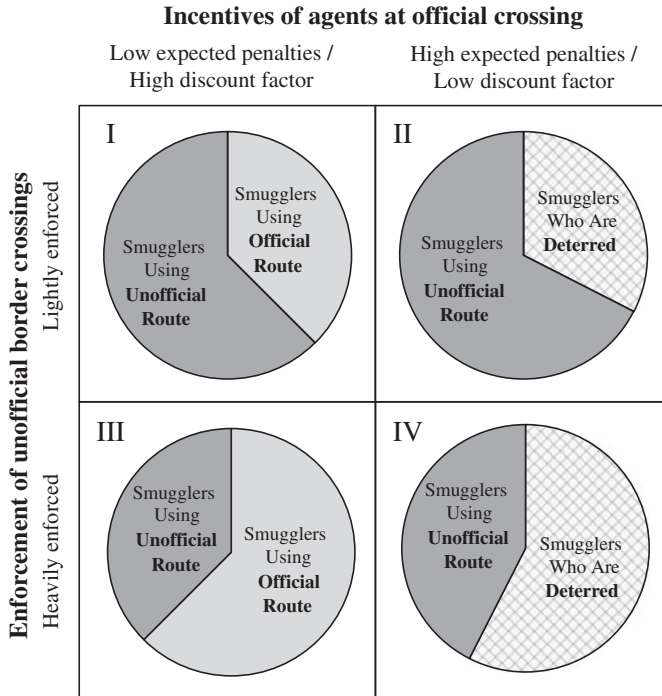 Incentives of agents at official crossing
Low expected penalties /
High discount factor
High expected penalties /
Low discount factor
Enforcement of unofficial border crossings
Lightly enforced
I
Smugglers
Using
Official
Route
Smugglers
Using
Unofficial
Route
II
Smugglers
Who Are
Deterred
Smugglers
Using
Unofficial
Route
Heavily enforced
III
Smugglers
Using
Unofficial
Route
Smugglers
Using
Official
Route
IV
Smugglers
Using
Unofficial
Route
Smugglers
Who Are
Deterred